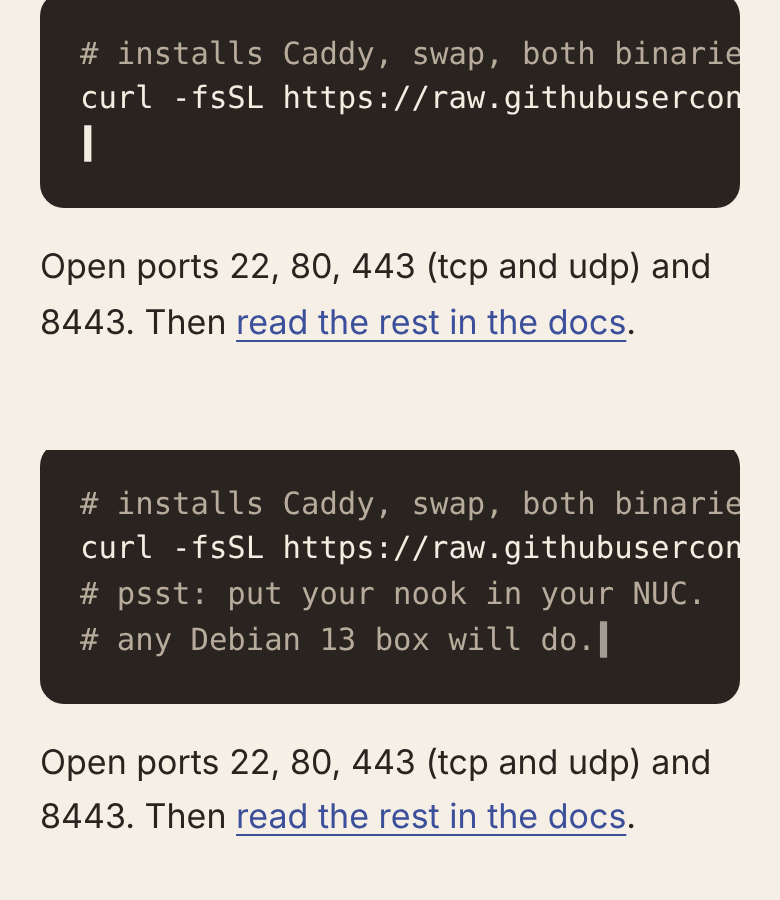 # installs Caddy, swap, both binarie
curl -fsSL https://raw.githubusercon
Open ports 22, 80, 443 (tcp and udp) and
8443. Then read the rest in the docs.
# installs Caddy, swap, both binarie
curl -fsSL https://raw.githubusercon
# psst: put your nook in your NUC.
# any Debian 13 box will do.
Open ports 22, 80, 443 (tcp and udp) and
8443. Then read the rest in the docs.